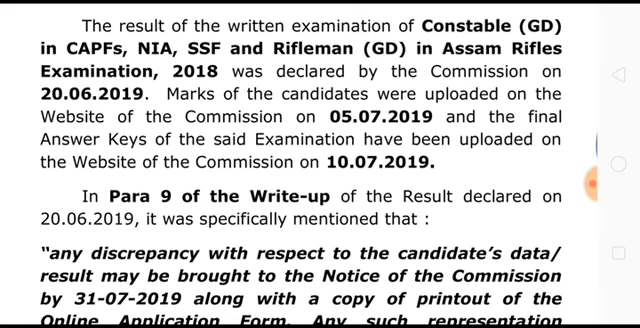 The result of the written examination of Constable (GD)
in CAPFs, NIA, SSF and Rifleman (GD) in Assam Rifles
Examination, 2018 was declared by the Commission on
20.06.2019. Marks of the candidates were uploaded on the
Website of the Commission on 05.07.2019 and the final
Answer Keys of the said Examination have been uploaded on
the Website of the Commission on 10.07.2019.
In Para 9 of the Write-up of the Result declared on
20.06.2019, it was specifically mentioned that :
“any discrepancy with respect to the candidate’s data/
result may be brought to the Notice of the Commission
by 31-07-2019 along with a copy of printout of the
Online Application Form. Any such representation